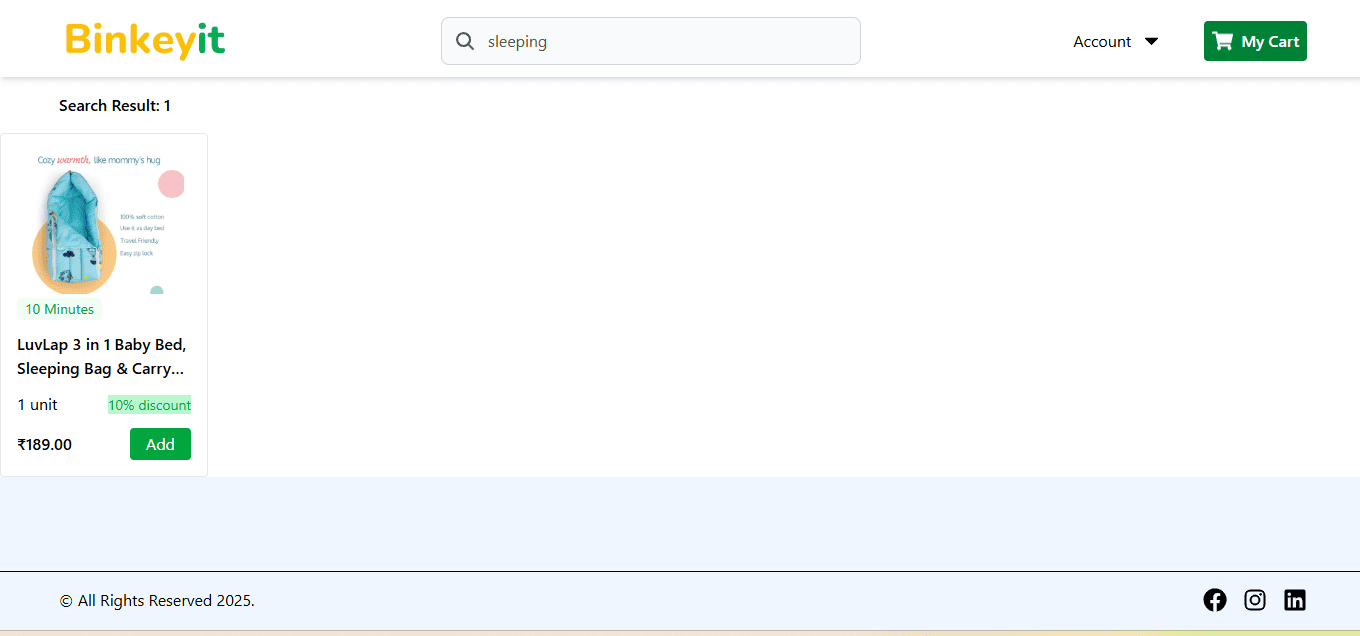 Binkeyit
sleeping
Account
My Cart
Search Result: 1
Cozy warmth, like mommy's hug
100% soft cotton
Use it as day bed
Travel Friendly
Easy zip lock
10 Minutes
LuvLap 3 in 1 Baby Bed,
Sleeping Bag & Carry...
1 unit
10% discount
₹189.00
Add
© All Rights Reserved 2025.